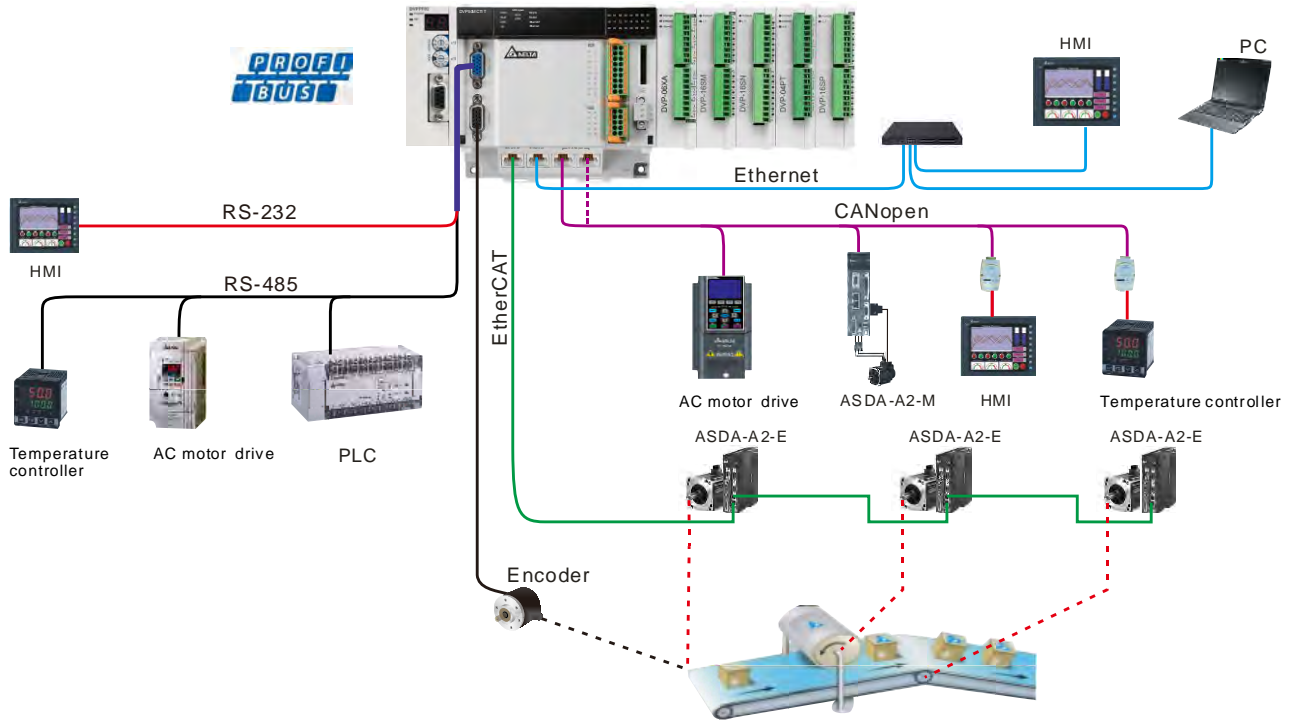 PROFI
BUS
DELTA
DVP-06XA
DVP-16SM
DVP-16SN
DVP-04PT
DVP-16SP
HMI
PC
Ethernet
RS-232
CANopen
HMI
RS-485
EtherCAT
Temperature
controller
AC motor drive
PLC
AC motor drive
ASDA-A2-M
HMI
Temperature controller
ASDA-A2-E
ASDA-A2-E
ASDA-A2-E
Encoder